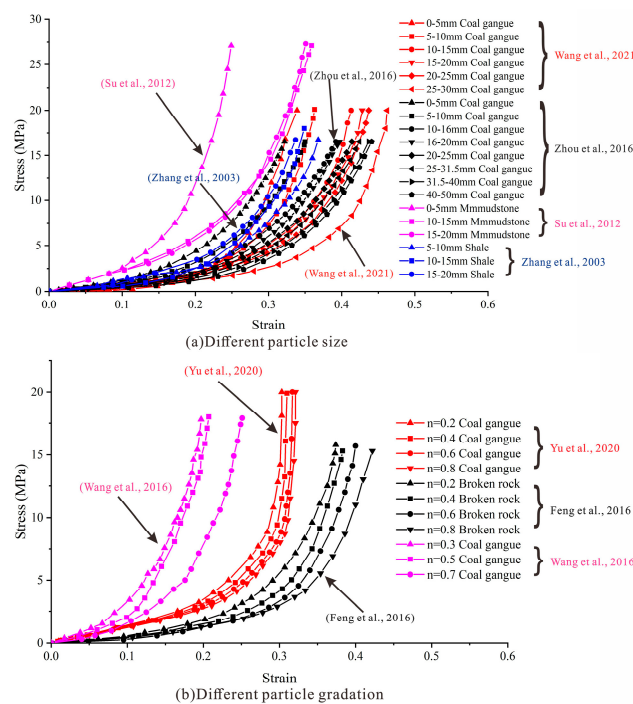 30
25
20
15
10
5
0
0.0
0.1
0.2
0.3
0.4
0.5
0.6
Stress (MPa)
Strain
(Su et al., 2012)
(Zhou et al., 2016)
(Zhang et al., 2003)
(Wang et al., 2021)
0-5mm Coal gangue
5-10mm Coal gangue
10-15mm Coal gangue
15-20mm Coal gangue
20-25mm Coal gangue
25-30mm Coal gangue
Wang et al., 2021
0-5mm Coal gangue
5-10mm Coal gangue
10-16mm Coal gangue
16-20mm Coal gangue
20-25mm Coal gangue
25-31.5mm Coal gangue
31.5-40mm Coal gangue
40-50mm Coal gangue
Zhou et al., 2016
0-5mm Mmmudstone
10-15mm Mmmudstone
15-20mm Mmmudstone
Su et al., 2012
5-10mm Shale
10-15mm Shale
15-20mm Shale
Zhang et al., 2003
(a)Different particle size
20
15
10
5
0
0.0
0.1
0.2
0.3
0.4
0.5
0.6
Stress (MPa)
Strain
(Yu et al., 2020)
(Wang et al., 2016)
(Feng et al., 2016)
n=0.2 Coal gangue
n=0.4 Coal gangue
n=0.6 Coal gangue
n=0.8 Coal gangue
Yu et al., 2020
n=0.2 Broken rock
n=0.4 Broken rock
n=0.6 Broken rock
n=0.8 Broken rock
Feng et al., 2016
n=0.3 Coal gangue
n=0.5 Coal gangue
n=0.7 Coal gangue
Wang et al., 2016
(b)Different particle gradation